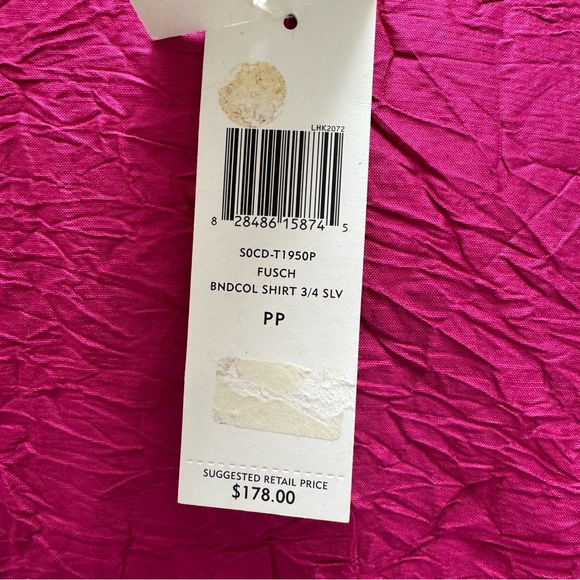 LHK2072
8 28486 15874 5
S0CD-T1950P
FUSCH
BNDCOL SHIRT 3/4 SLV
PP
SUGGESTED RETAIL PRICE
$178.00